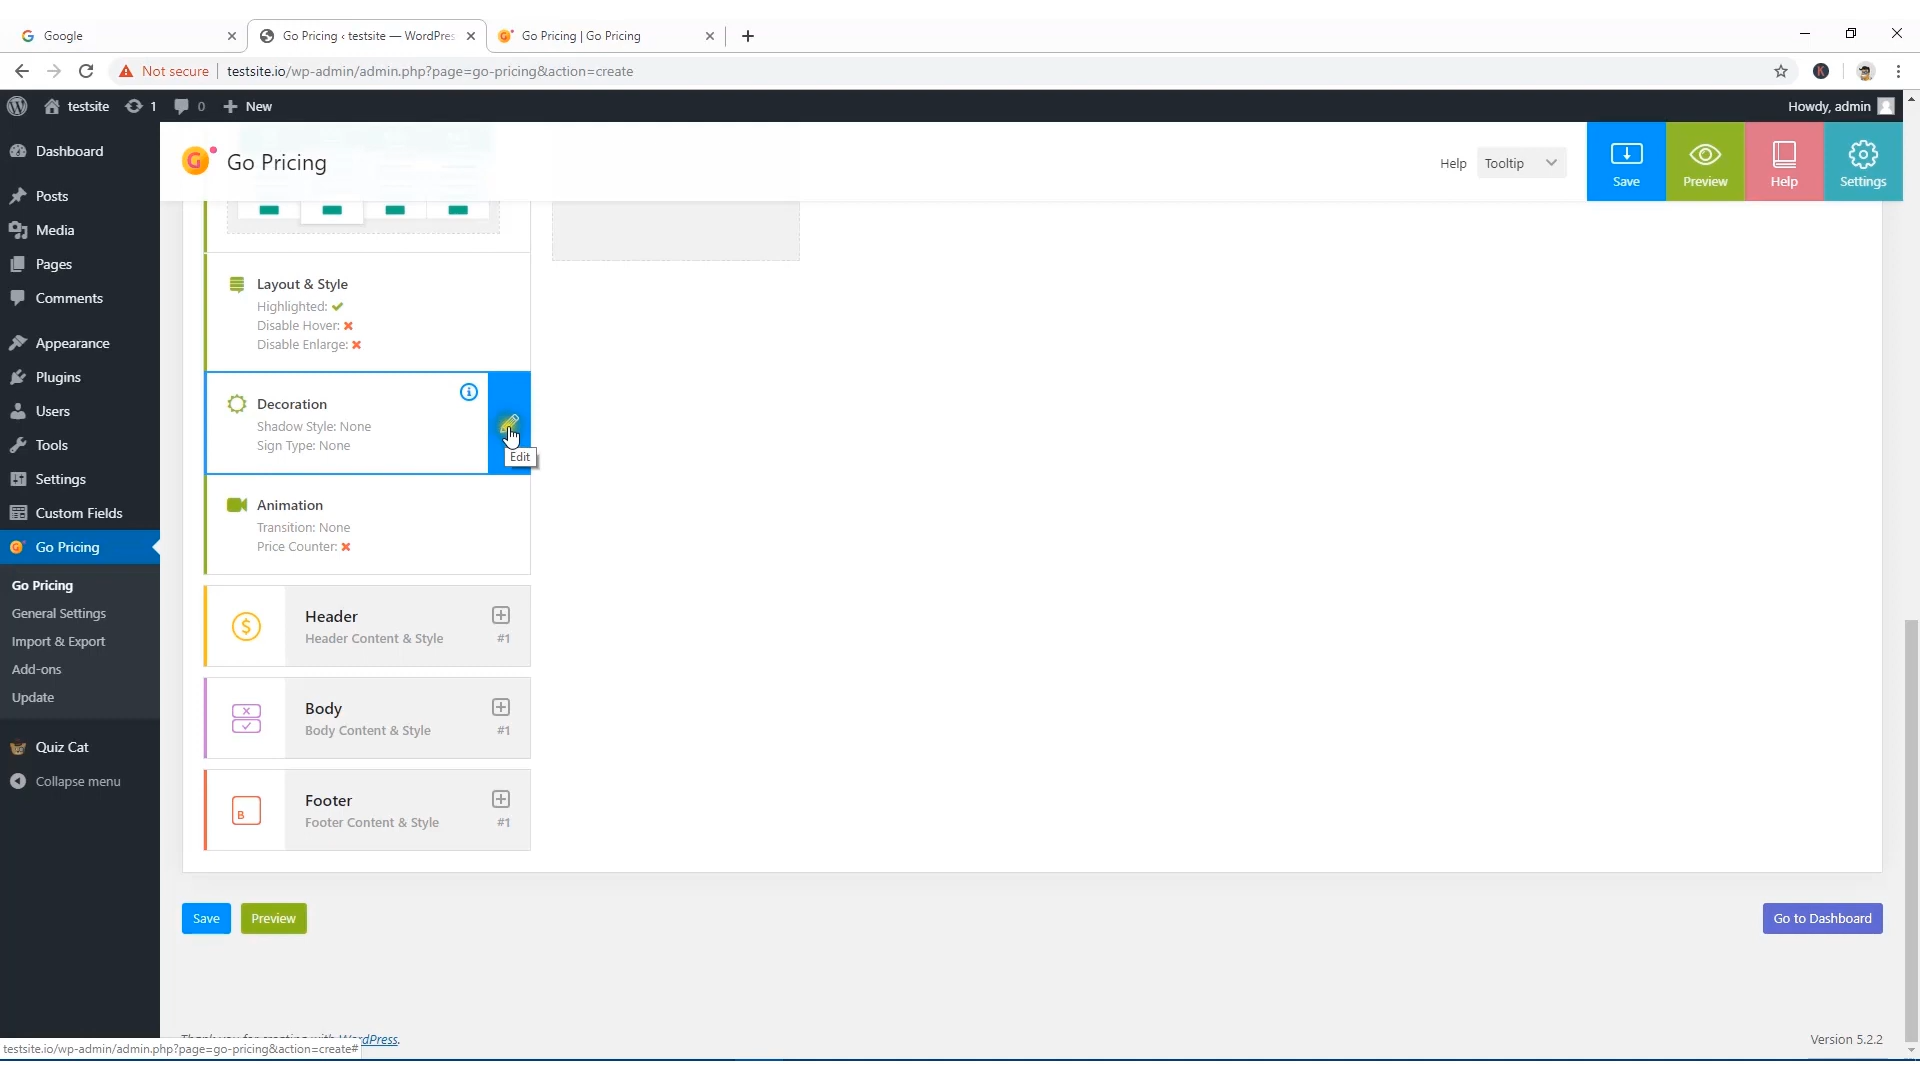 Google
Go Pricing ‹ testsite — WordPres
Go Pricing | Go Pricing
Not secure
testsite.io/wp-admin/admin.php?page=go-pricing&action=create
testsite
1
0
New
Howdy, admin
Dashboard
Posts
Media
Pages
Comments
Appearance
Plugins
Users
Tools
Settings
Custom Fields
Go Pricing
Go Pricing
General Settings
Import & Export
Add-ons
Update
Quiz Cat
Collapse menu
Go Pricing
Help
Tooltip
Save
Preview
Help
Settings
Layout & Style
Highlighted:
Disable Hover:
Disable Enlarge:
Decoration
Shadow Style: None
Sign Type: None
Edit
Animation
Transition: None
Price Counter:
Header
Header Content & Style
#1
Body
Body Content & Style
#1
Footer
Footer Content & Style
#1
Save
Preview
Go to Dashboard
Thank you for creating with WordPress.
Version 5.2.2
testsite.io/wp-admin/admin.php?page=go-pricing&action=create#